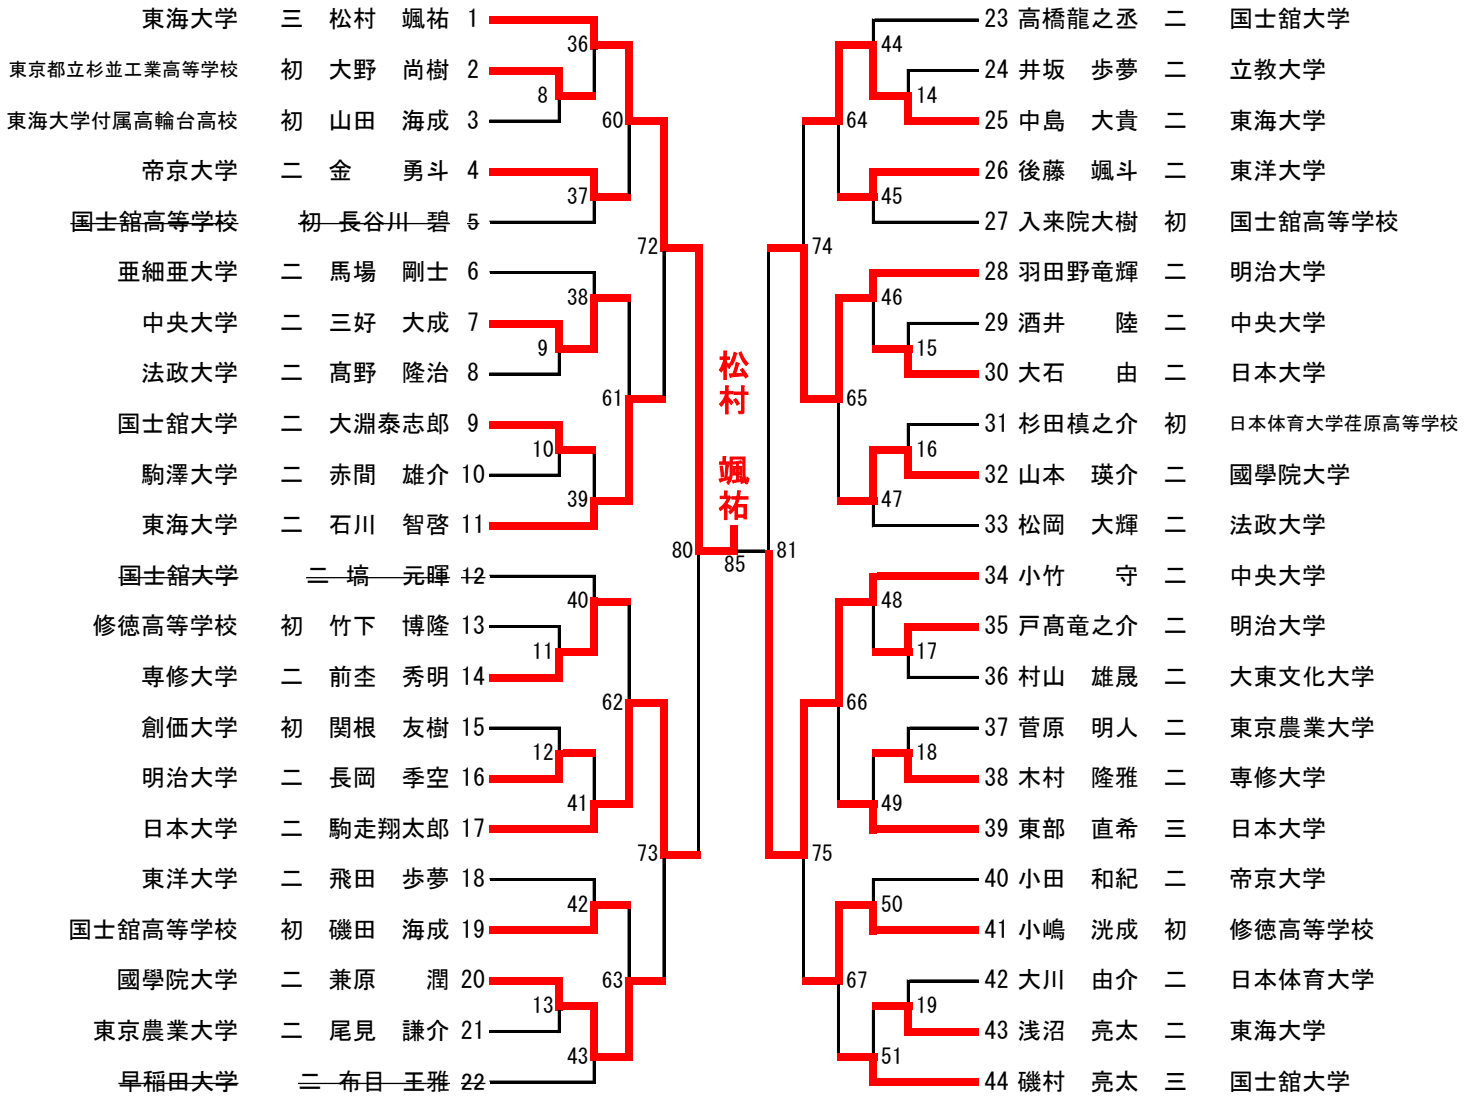 東海大学 三 松村 颯祐 1
東京都立杉並工業高等学校 初 大野 尚樹 2
東海大学付属高輪台高校 初 山田 海成 3
帝京大学 二 金 勇斗 4
国士舘高等学校 初 長谷川 碧 5
亜細亜大学 二 馬場 剛士 6
中央大学 二 三好 大成 7
法政大学 二 髙野 隆治 8
国士舘大学 二 大淵泰志郎 9
駒澤大学 二 赤間 雄介 10
東海大学 二 石川 智啓 11
国士舘大学 二 塙 元暉 12
修徳高等学校 初 竹下 博隆 13
専修大学 二 前杢 秀明 14
創価大学 初 関根 友樹 15
明治大学 二 長岡 季空 16
日本大学 二 駒走翔太郎 17
東洋大学 二 飛田 歩夢 18
国士舘高等学校 初 磯田 海成 19
國學院大学 二 兼原 潤 20
東京農業大学 二 尾見 謙介 21
早稲田大学 二 布目 王雅 22
36
8
60
37
72
38
9
61
10
39
80
40
11
62
12
41
73
42
63
13
43
松村 颯祐
85
23 高橋龍之丞 二 国士舘大学
24 井坂 歩夢 二 立教大学
25 中島 大貴 二 東海大学
26 後藤 颯斗 二 東洋大学
27 入来院大樹 初 国士舘高等学校
28 羽田野竜輝 二 明治大学
29 酒井 陸 二 中央大学
30 大石 由 二 日本大学
31 杉田槙之介 初 日本体育大学荏原高等学校
32 山本 瑛介 二 國學院大学
33 松岡 大輝 二 法政大学
34 小竹 守 二 中央大学
35 戸髙竜之介 二 明治大学
36 村山 雄晟 二 大東文化大学
37 菅原 明人 二 東京農業大学
38 木村 隆雅 二 専修大学
39 東部 直希 三 日本大学
40 小田 和紀 二 帝京大学
41 小嶋 洸成 初 修徳高等学校
42 大川 由介 二 日本体育大学
43 浅沼 亮太 二 東海大学
44 磯村 亮太 三 国士舘大学
44
14
64
45
74
46
15
65
16
47
81
48
17
66
18
49
75
50
67
19
51